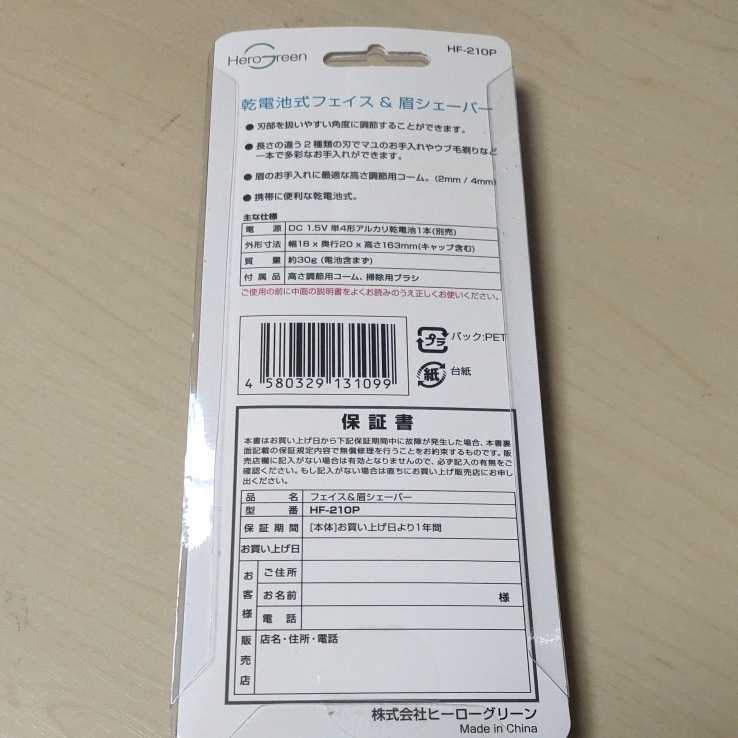 HeroGreen
HF-210P
乾電池式フェイス & 眉シェーバー
● 刃部を扱いやすい角度に調節することができます。
● 長さの違う2種類の刃でマユのお手入れやウブ毛剃りなど
一本で多彩なお手入れができます。
● 眉のお手入れに最適な高さ調節用コーム。(2mm / 4mm)
● 携帯に便利な乾電池式。
主な仕様
電源 DC 1.5V 単4形アルカリ乾電池1本(別売)
外形寸法 幅18 x 奥行20 x 高さ163mm(キャップ含む)
質量 約30g (電池含まず)
付属品 高さ調節用コーム、掃除用ブラシ
ご使用の前に中面の説明書をよくお読みのうえ正しくお使いください。
プラ パック:PET
紙 台紙
4 580329 131099
保証書
本書はお買い上げ日から下記保証期間中に故障が発生した場合、本書裏
面記載の保証規定内容で無償修理を行うことをお約束するものです。販
売店欄に記入がない場合は有効となりませんので、必ず記入の有無をご
確認ください。もし記入がない場合は直ちにお買い上げ販売店にお申し
出ください。
品名 フェイス&眉シェーバー
型番 HF-210P
保証期間 [本体]お買い上げ日より1年間
お買い上げ日
お客様
ご住所
お名前 様
電話
販売店
店名・住所・電話
株式会社ヒーローグリーン
Made in China